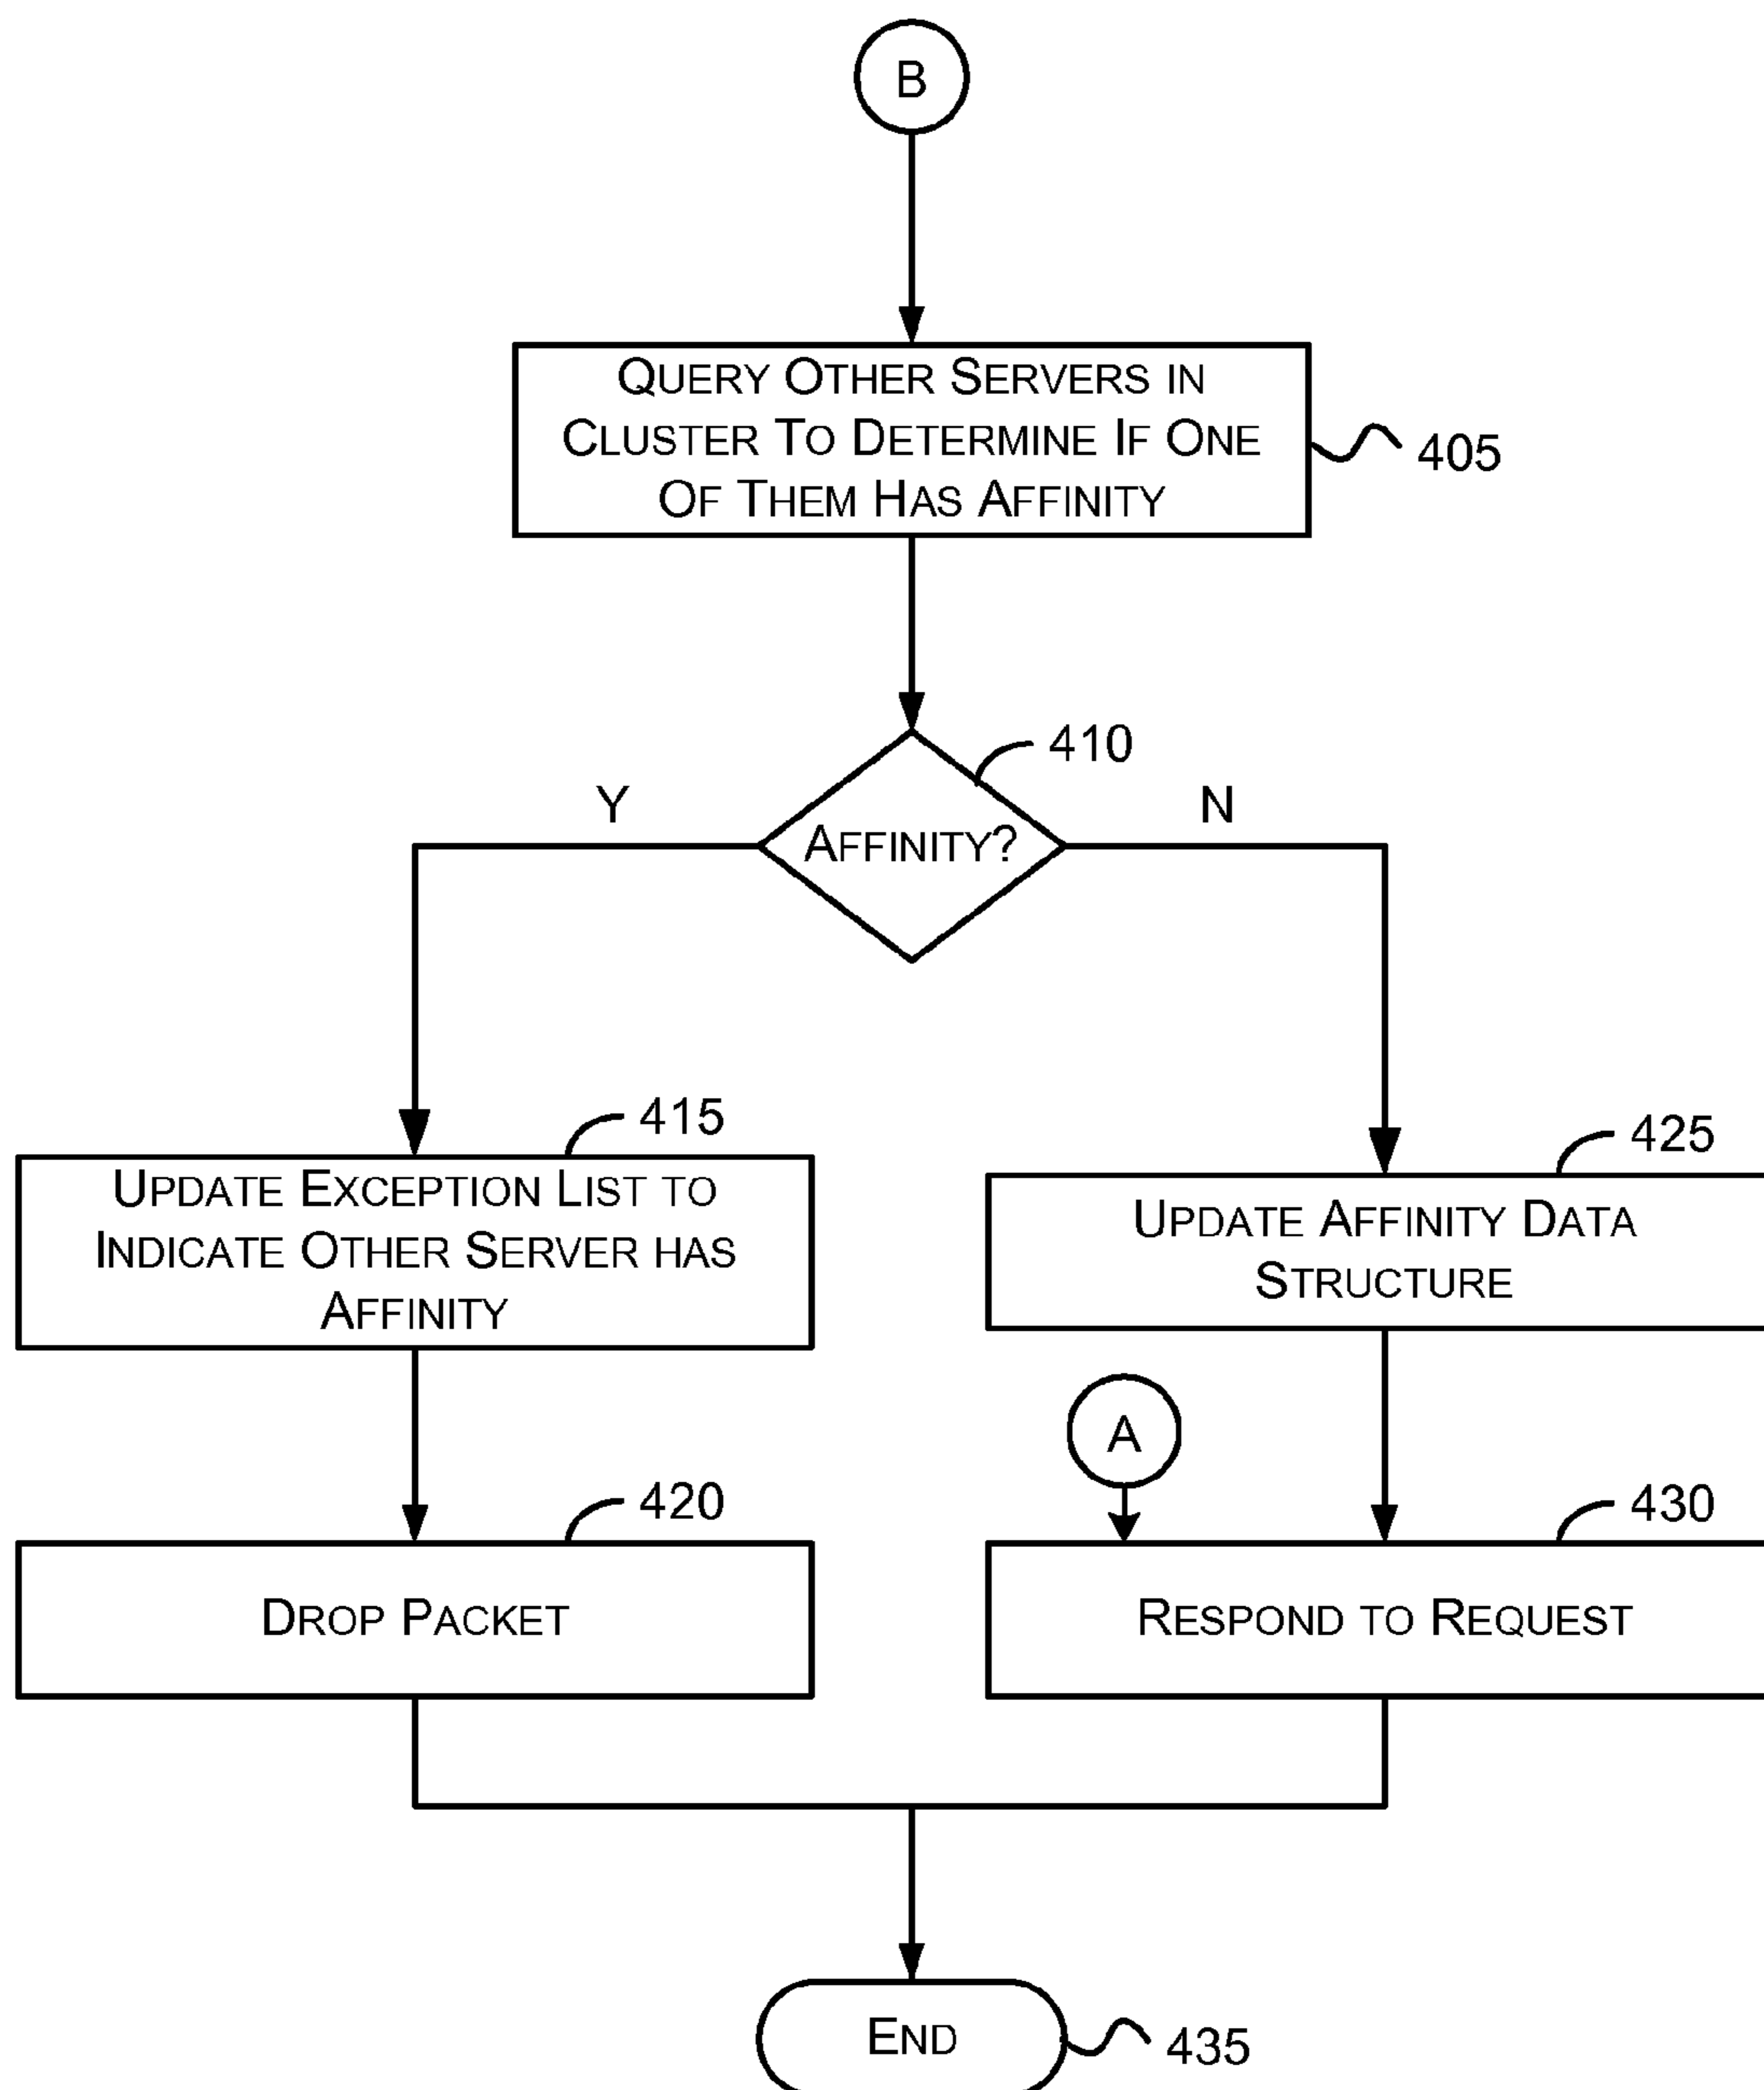 B
QUERY OTHER SERVERS IN
CLUSTER TO DETERMINE IF ONE
OF THEM HAS AFFINITY
405
410
Y
N
AFFINITY?
415
UPDATE EXCEPTION LIST TO
INDICATE OTHER SERVER HAS
AFFINITY
425
UPDATE AFFINITY DATA
STRUCTURE
A
420
DROP PACKET
430
RESPOND TO REQUEST
END
435